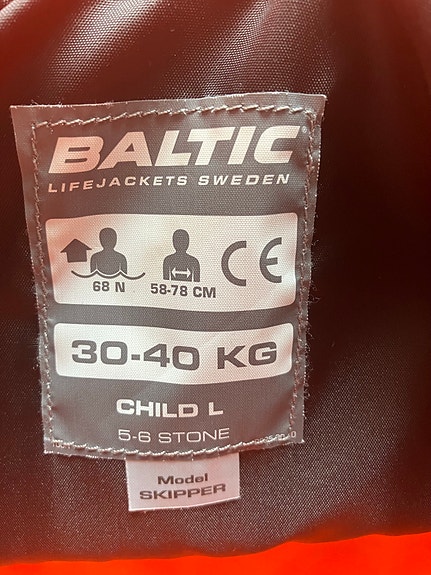 BALTIC
LIFEJACKETS SWEDEN
68 N
58-78 CM
CE
30-40 KG
CHILD L
5-6 STONE
Model
SKIPPER